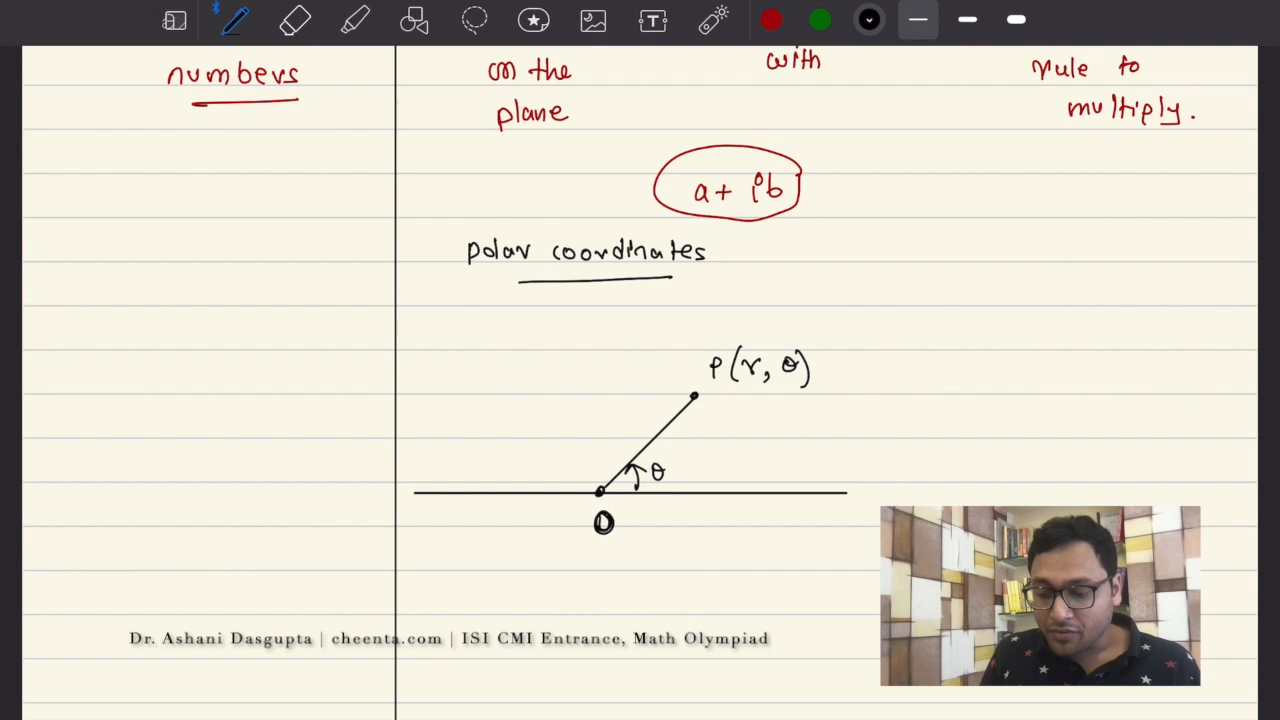 numbers
on the
plane
with
rule to
multiply.
a + ib
polar coordinates
P(r, θ)
θ
O
Dr. Ashani Dasgupta | cheenta.com | ISI CMI Entrance, Math Olympiad